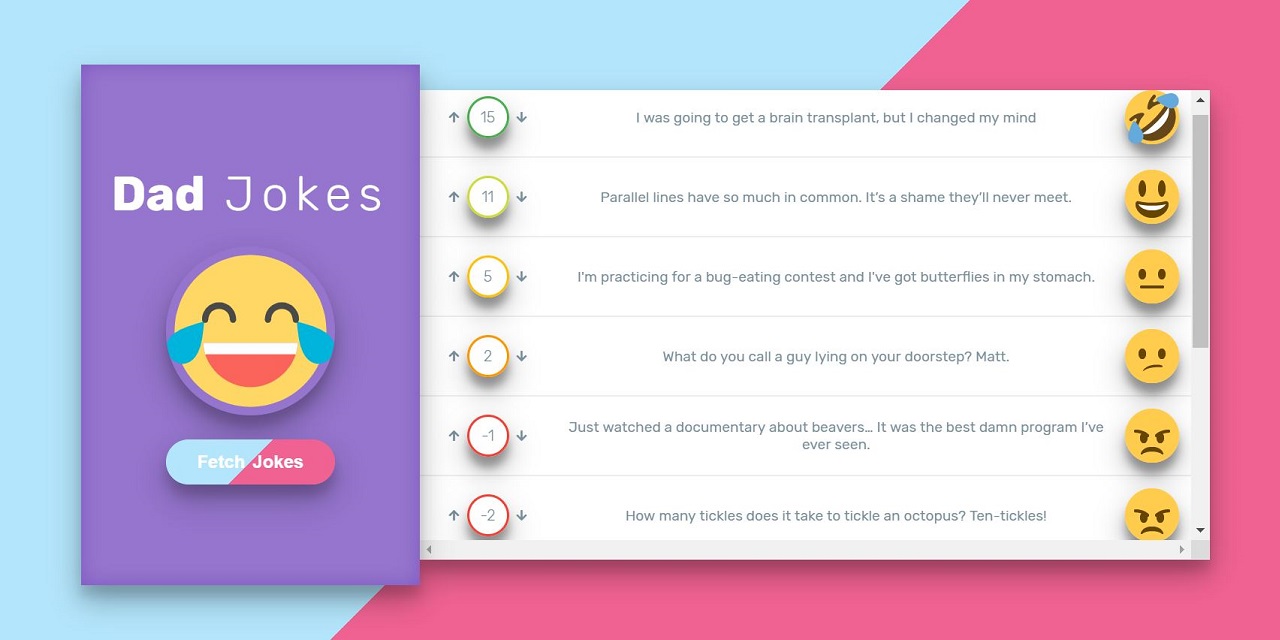 Dad Jokes
Fetch Jokes
15
I was going to get a brain transplant, but I changed my mind
11
Parallel lines have so much in common. It’s a shame they’ll never meet.
5
I'm practicing for a bug-eating contest and I've got butterflies in my stomach.
2
What do you call a guy lying on your doorstep? Matt.
-1
Just watched a documentary about beavers… It was the best damn program I’ve
ever seen.
-2
How many tickles does it take to tickle an octopus? Ten-tickles!